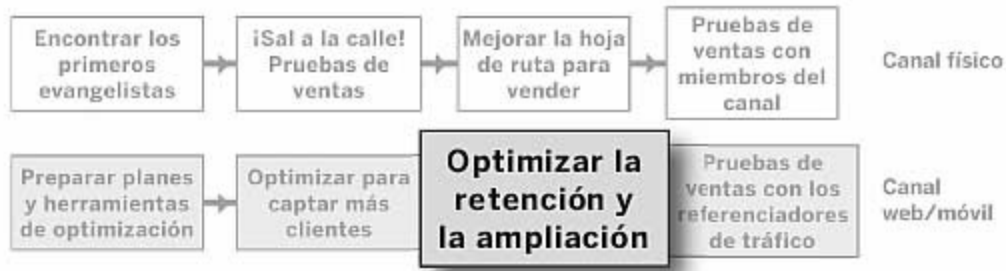 Encontrar los
primeros
evangelistas
¡Sal a la calle!
Pruebas de
ventas
Mejorar la hoja
de ruta para
vender
Pruebas de
ventas con
miembros del
canal
Canal físico
Preparar planes
y herramientas
de optimización
Optimizar para
captar más
clientes
Optimizar la
retención y
la ampliación
Pruebas de
ventas con los
referenciadores
de tráfico
Canal
web/móvil